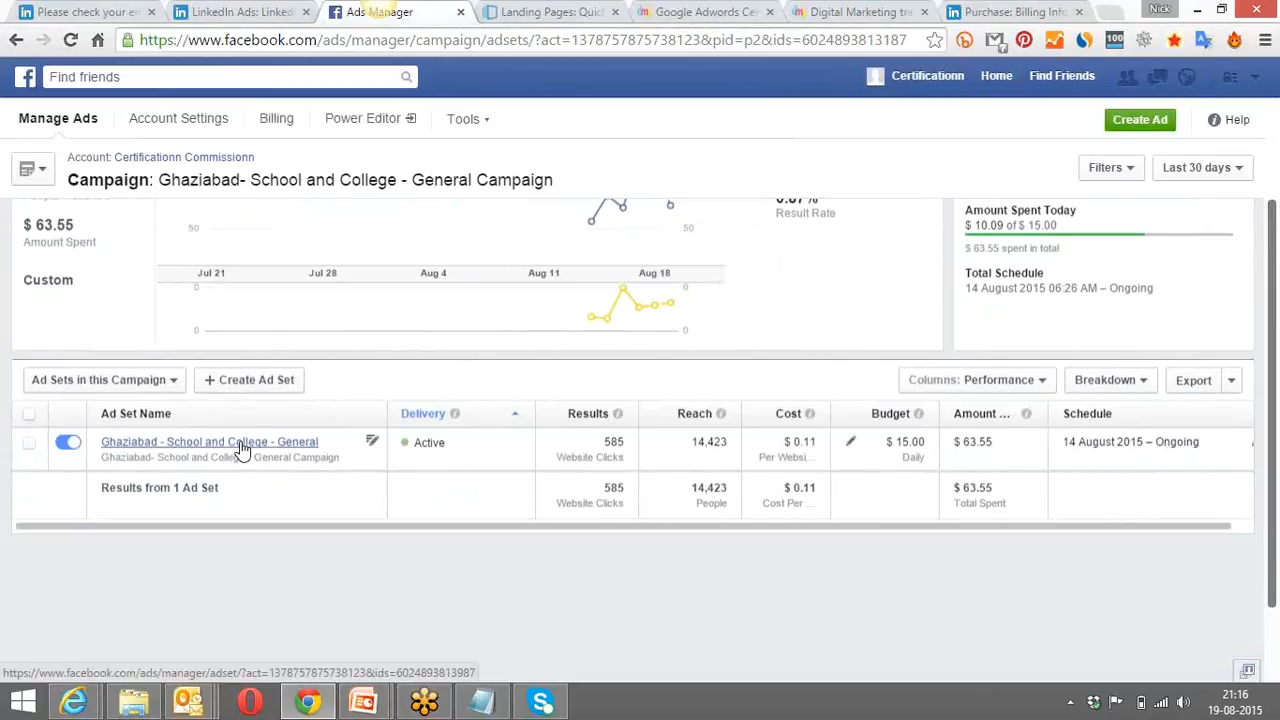 Please check your em
LinkedIn Ads: Linked
Ads Manager
Landing Pages: Quic
Google Adwords Ce
Digital Marketing tra
Purchase: Billing Info
Nick
https://www.facebook.com/ads/manager/campaign/adsets/?act=1378757875738123&pid=p2&ids=6024893813187
Find friends
Certificationn
Home
Find Friends
Manage Ads
Account Settings
Billing
Power Editor
Tools
Create Ad
Help
Account: Certificationn Commissionn
Campaign: Ghaziabad- School and College - General Campaign
Filters
Last 30 days
$ 63.55
Amount Spent
Custom
50
50
Jul 21
Jul 28
Aug 4
Aug 11
Aug 18
0
0
0
0
Result Rate
Amount Spent Today
$ 10.09 of $ 15.00
$ 63.55 spent in total
Total Schedule
14 August 2015 06:26 AM – Ongoing
Ad Sets in this Campaign
+ Create Ad Set
Columns: Performance
Breakdown
Export
Ad Set Name
Delivery
Results
Reach
Cost
Budget
Amount ...
Schedule
Ghaziabad - School and College - General
Ghaziabad- School and Colle General Campaign
Active
585
Website Clicks
14,423
$ 0.11
Per Websi...
$ 15.00
Daily
$ 63.55
14 August 2015 – Ongoing
Results from 1 Ad Set
585
Website Clicks
14,423
People
$ 0.11
Cost Per ...
$ 63.55
Total Spent
https://www.facebook.com/ads/manager/adset/?act=1378757875738123&ids=6024893813987
21:16
19-08-2015